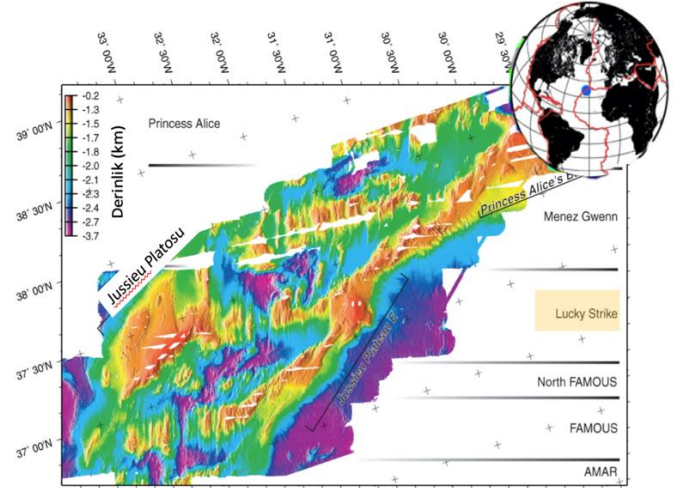 33° 00'W
32° 30'W
32° 00'W
31° 30'W
31° 00'W
30° 30'W
30° 00'W
29° 30'
39° 00'N
38° 30'N
38° 00'N
37° 30'N
37° 00'N
-0.2
-1.3
-1.5
-1.7
-1.8
-2.0
-2.1
-2.3
-2.4
-2.7
-3.7
Derinlik (km)
Princess Alice
Jussieu Platosu
Princess Alice's
Menez Gwenn
Lucky Strike
Jussieu Plateau E
North FAMOUS
FAMOUS
AMAR